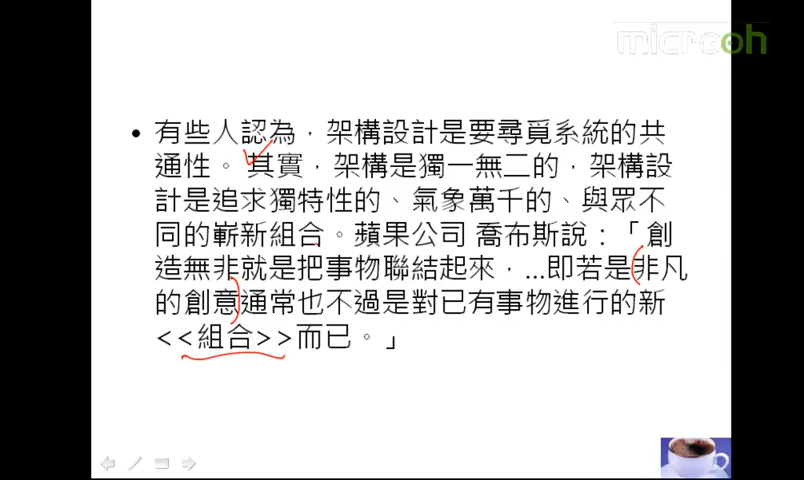 microoh
• 有些人認為，架構設計是要尋覓系統的共
通性。 其實，架構是獨一無二的，架構設
計是追求獨特性的、氣象萬千的、與眾不
同的嶄新組合。蘋果公司 喬布斯說：「創
造無非就是把事物聯結起來，...即若是非凡
的創意通常也不過是對已有事物進行的新
<<組合>>而已。」